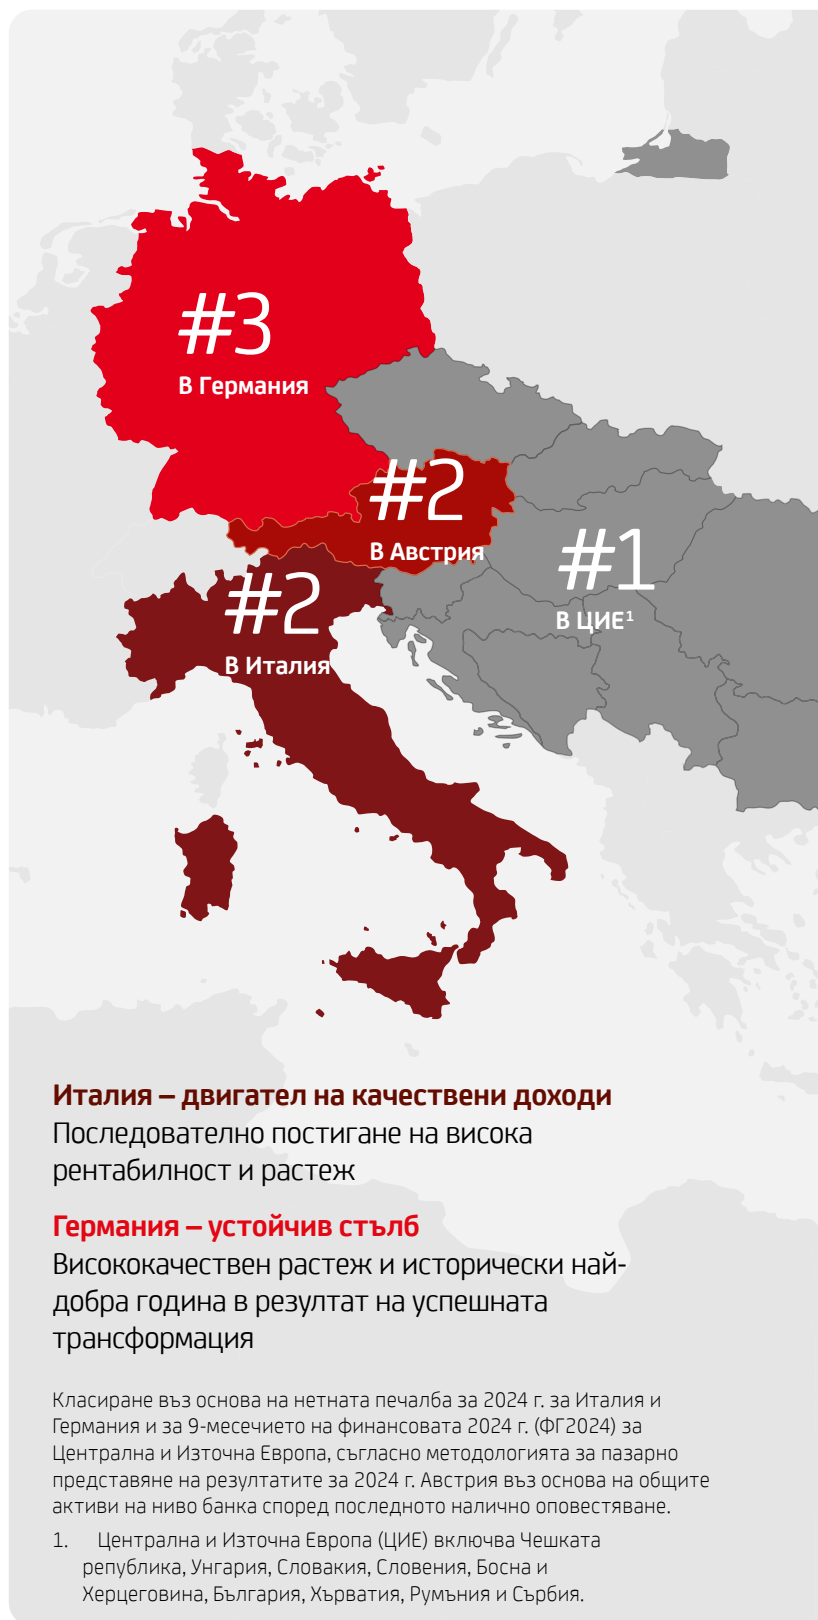 #3
В Германия
#2
В Австрия
#1
В ЦИЕ¹
#2
В Италия
Италия – двигател на качествени доходи
Последователно постигане на висока
рентабилност и растеж
Германия – устойчив стълб
Висококачествен растеж и исторически най-
добра година в резултат на успешната
трансформация
Класиране въз основа на нетната печалба за 2024 г. за Италия и
Германия и за 9-месечието на финансовата 2024 г. (ФГ2024) за
Централна и Източна Европа, съгласно методологията за пазарно
представяне на резултатите за 2024 г. Австрия въз основа на общите
активи на ниво банка според последното налично оповестяване.
1. Централна и Източна Европа (ЦИЕ) включва Чешката
република, Унгария, Словакия, Словения, Босна и
Херцеговина, България, Хърватия, Румъния и Сърбия.